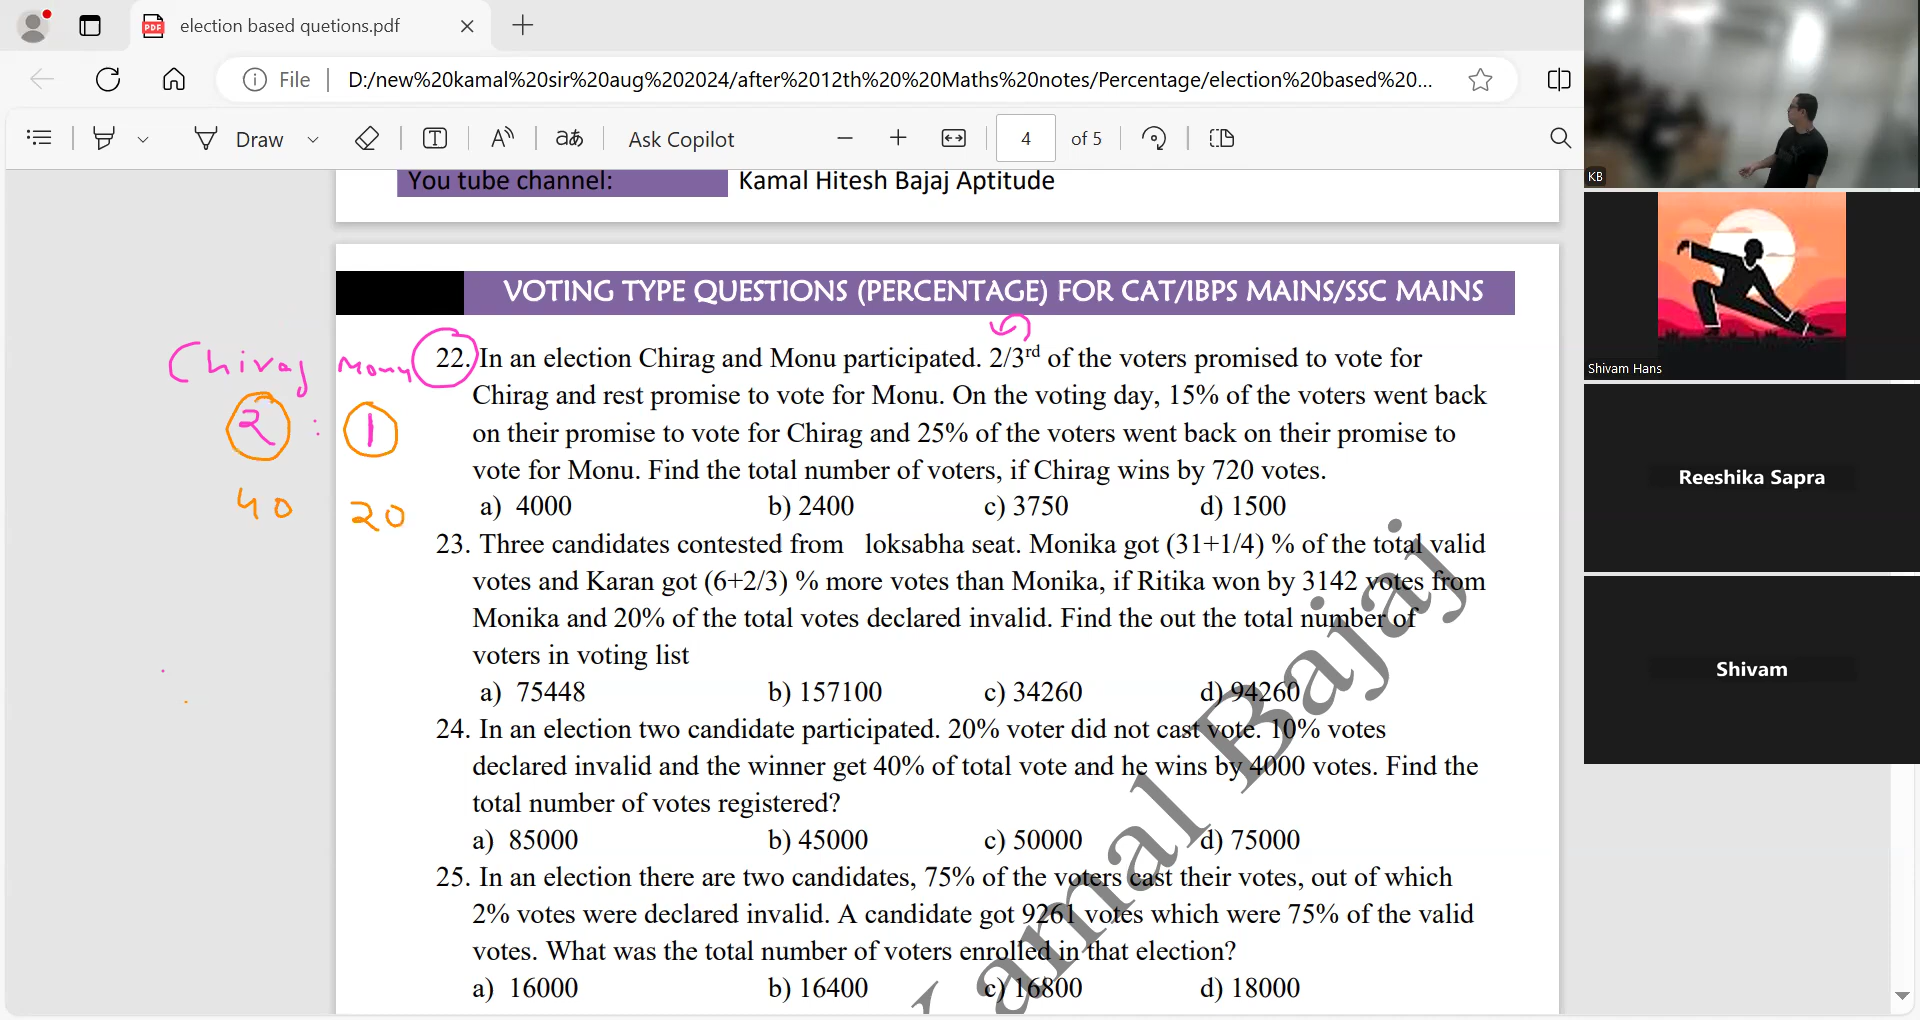 election based quetions.pdf
File
D:/new%20kamal%20sir%20aug%202024/after%2012th%20%20Maths%20notes/Percentage/election%20based%20...
Draw
Ask Copilot
4
of 5
You tube channel:
Kamal Hitesh Bajaj Aptitude
VOTING TYPE QUESTIONS (PERCENTAGE) FOR CAT/IBPS MAINS/SSC MAINS
Chirag Monu
2 : 1
40 20
22. In an election Chirag and Monu participated. 2/3rd of the voters promised to vote for
Chirag and rest promise to vote for Monu. On the voting day, 15% of the voters went back
on their promise to vote for Chirag and 25% of the voters went back on their promise to
vote for Monu. Find the total number of voters, if Chirag wins by 720 votes.
a) 4000 b) 2400 c) 3750 d) 1500
23. Three candidates contested from loksabha seat. Monika got (31+1/4) % of the total valid
votes and Karan got (6+2/3) % more votes than Monika, if Ritika won by 3142 votes from
Monika and 20% of the total votes declared invalid. Find the out the total number of
voters in voting list
a) 75448 b) 157100 c) 34260 d) 94260
24. In an election two candidate participated. 20% voter did not cast vote. 10% votes
declared invalid and the winner get 40% of total vote and he wins by 4000 votes. Find the
total number of votes registered?
a) 85000 b) 45000 c) 50000 d) 75000
25. In an election there are two candidates, 75% of the voters cast their votes, out of which
2% votes were declared invalid. A candidate got 9261 votes which were 75% of the valid
votes. What was the total number of voters enrolled in that election?
a) 16000 b) 16400 c) 16800 d) 18000
Kamal Bajaj
KB
Shivam Hans
Reeshika Sapra
Shivam